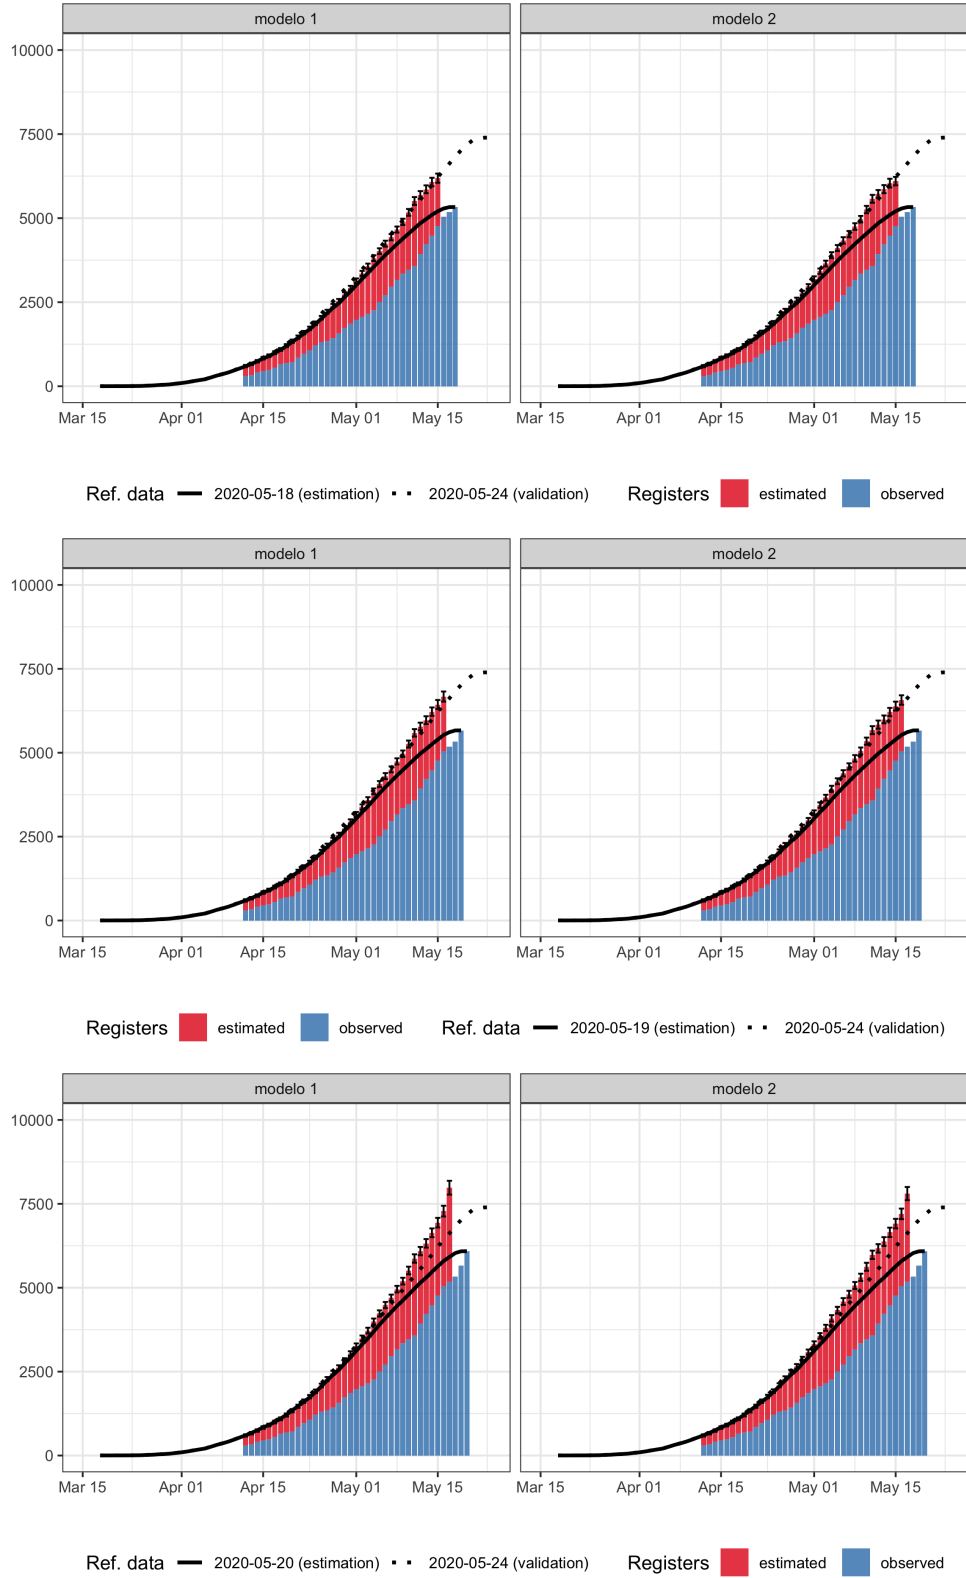 modelo 1 modelo 2
10000
7500
5000
2500
0
Mar 15 Apr 01 Apr 15 May 01 May 15 Mar 15 Apr 01 Apr 15 May 01 May 15
Ref. data 2020-05-18 (estimation) 2020-05-24 (validation) Registers estimated observed
modelo 1 modelo 2
10000
7500
5000
2500
0
Mar 15 Apr 01 Apr 15 May 01 May 15 Mar 15 Apr 01 Apr 15 May 01 May 15
Registers estimated observed Ref. data 2020-05-19 (estimation) 2020-05-24 (validation)
modelo 1 modelo 2
10000
7500
5000
2500
0
Mar 15 Apr 01 Apr 15 May 01 May 15 Mar 15 Apr 01 Apr 15 May 01 May 15
Ref. data 2020-05-20 (estimation) 2020-05-24 (validation) Registers estimated observed